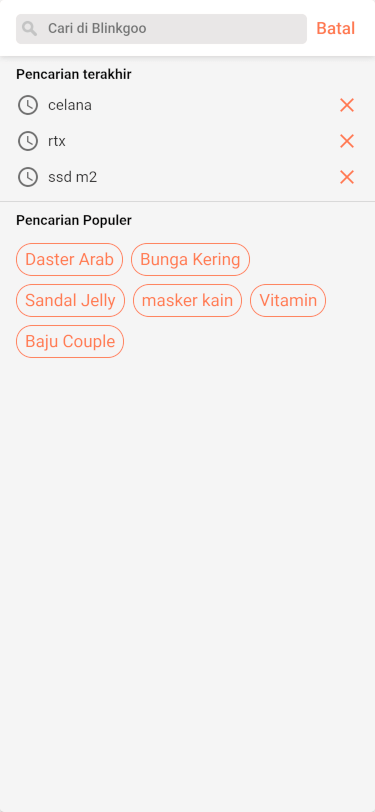 Cari di Blinkgoo Batal
Pencarian terakhir
celana
rtx
ssd m2
Pencarian Populer
Daster Arab Bunga Kering
Sandal Jelly masker kain Vitamin
Baju Couple